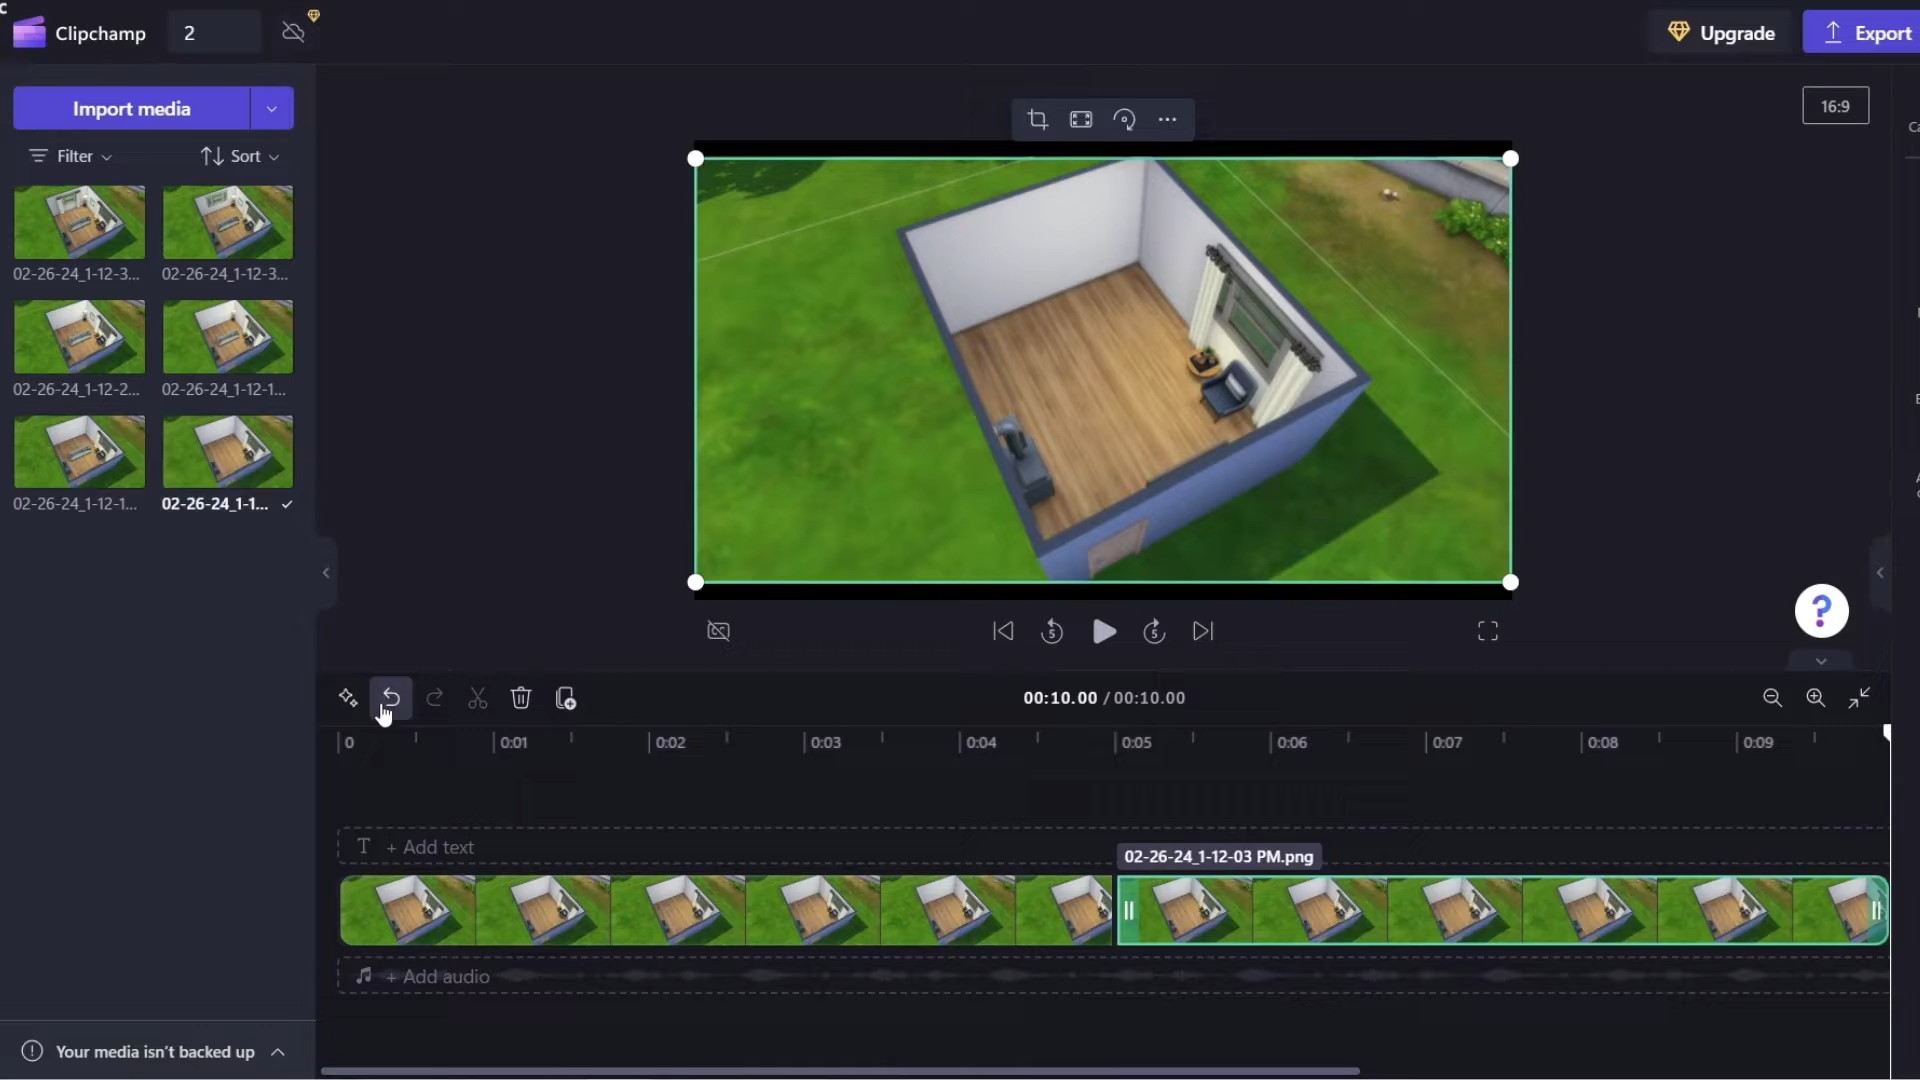 Clipchamp
2
Upgrade
Export
Import media
16:9
Filter
Sort
02-26-24_1-12-3...
02-26-24_1-12-3...
02-26-24_1-12-2...
02-26-24_1-12-1...
02-26-24_1-12-1...
02-26-24_1-1...
CC
5
5
?
00:10.00 / 00:10.00
0
0:01
0:02
0:03
0:04
0:05
0:06
0:07
0:08
0:09
T + Add text
02-26-24_1-12-03 PM.png
+ Add audio
Your media isn't backed up